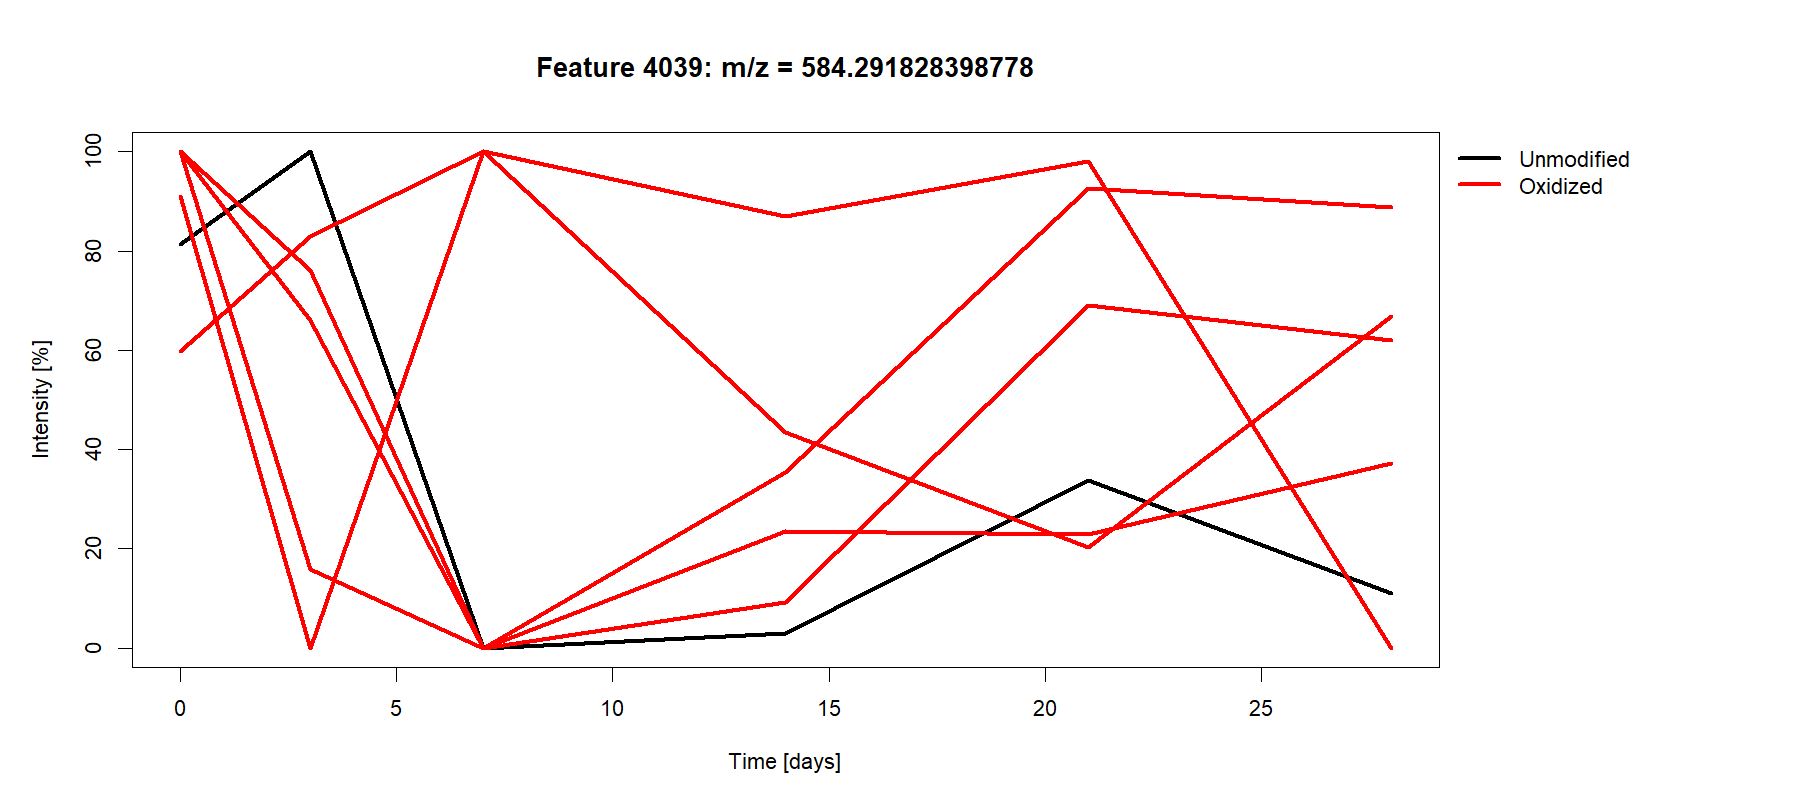 Feature 4039: m/z = 584.291828398778
Unmodified
Oxidized
Intensity [%]
100
80
60
40
20
0
0 5 10 15 20 25
Time [days]